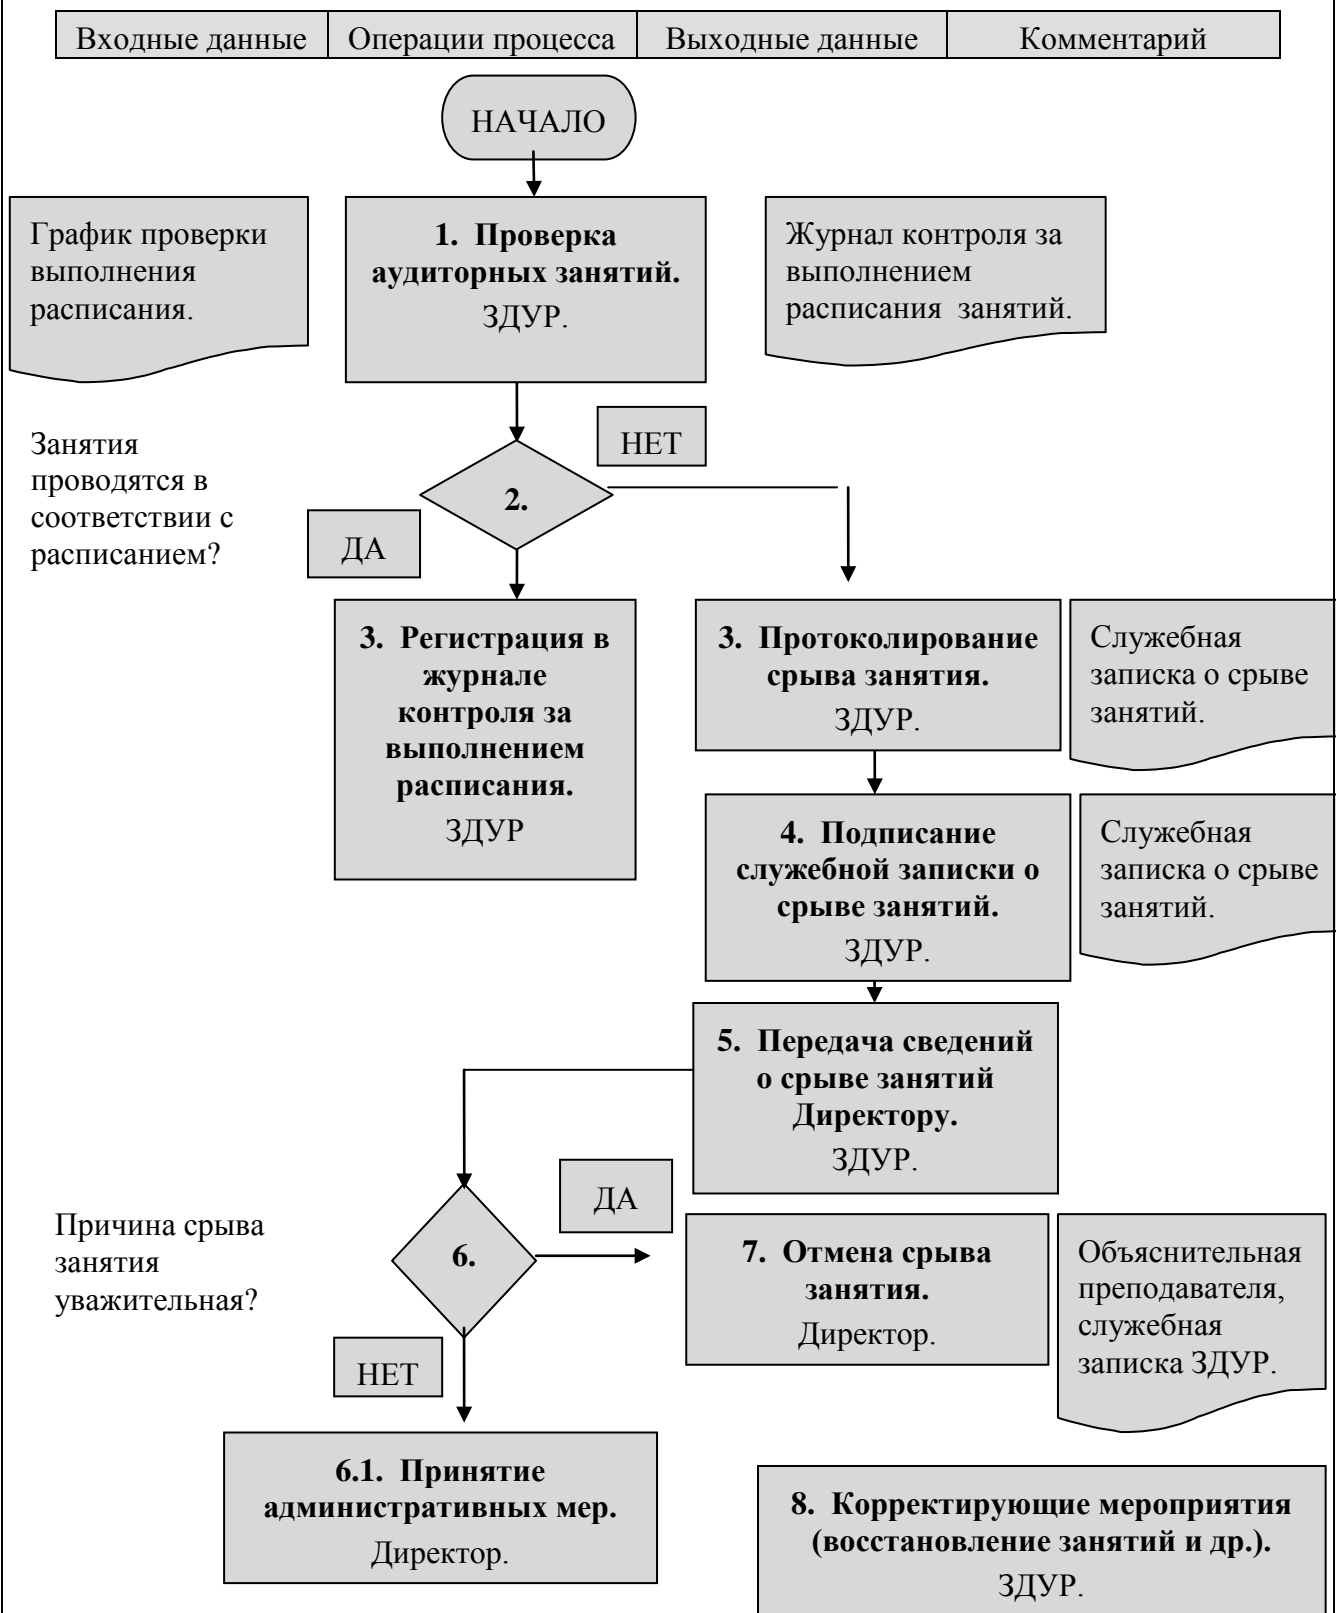 Входные данные
Операции процесса
Выходные данные
Комментарий
НАЧАЛО
График проверки
выполнения
расписания.
1. Проверка
аудиторных занятий.
ЗДУР.
Журнал контроля за
выполнением
расписания занятий.
Занятия
проводятся в
соответствии с
расписанием?
НЕТ
2.
ДА
3. Регистрация в
журнале
контроля за
выполнением
расписания.
ЗДУР
3. Протоколирование
срыва занятия.
ЗДУР.
Служебная
записка о срыве
занятий.
4. Подписание
служебной записки о
срыве занятий.
ЗДУР.
Служебная
записка о срыве
занятий.
5. Передача сведений
о срыве занятий
Директору.
ЗДУР.
Причина срыва
занятия
уважительная?
6.
ДА
7. Отмена срыва
занятия.
Директор.
Объяснительная
преподавателя,
служебная
записка ЗДУР.
НЕТ
6.1. Принятие
административных мер.
Директор.
8. Корректирующие мероприятия
(восстановление занятий и др.).
ЗДУР.